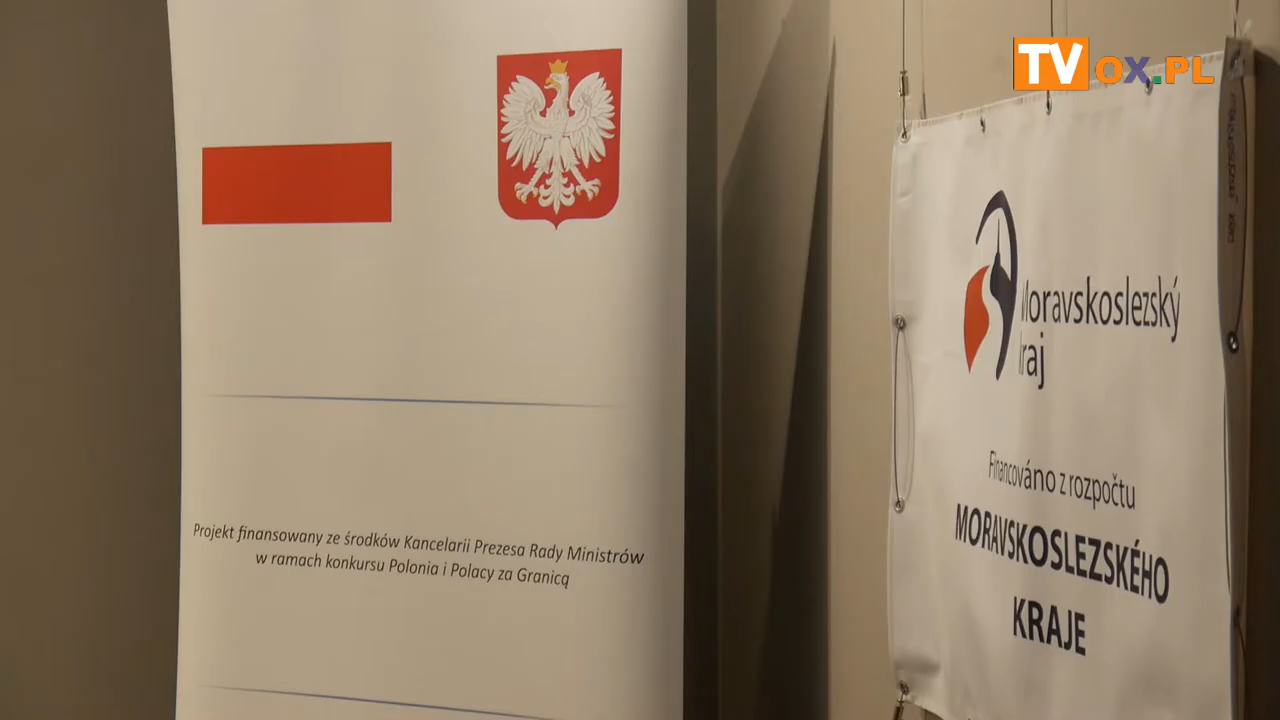 TVOX.PL
Projekt finansowany ze środków Kancelarii Prezesa Rady Ministrów
w ramach konkursu Polonia i Polacy za Granicą
Moravskoslezský
kraj
Financováno z rozpočtu
MORAVSKOSLEZSKÉHO
KRAJE